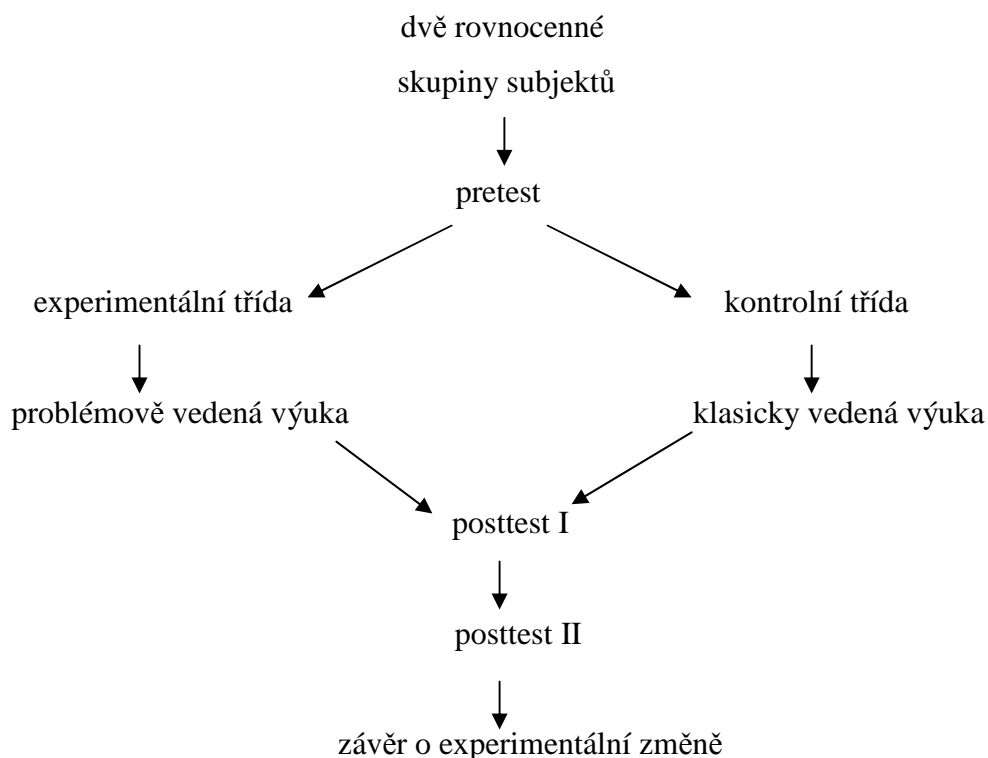 dvě rovnocenné
skupiny subjektů
pretest
experimentální třída
kontrolní třída
problémově vedená výuka
klasicky vedená výuka
posttest I
posttest II
závěr o experimentální změně